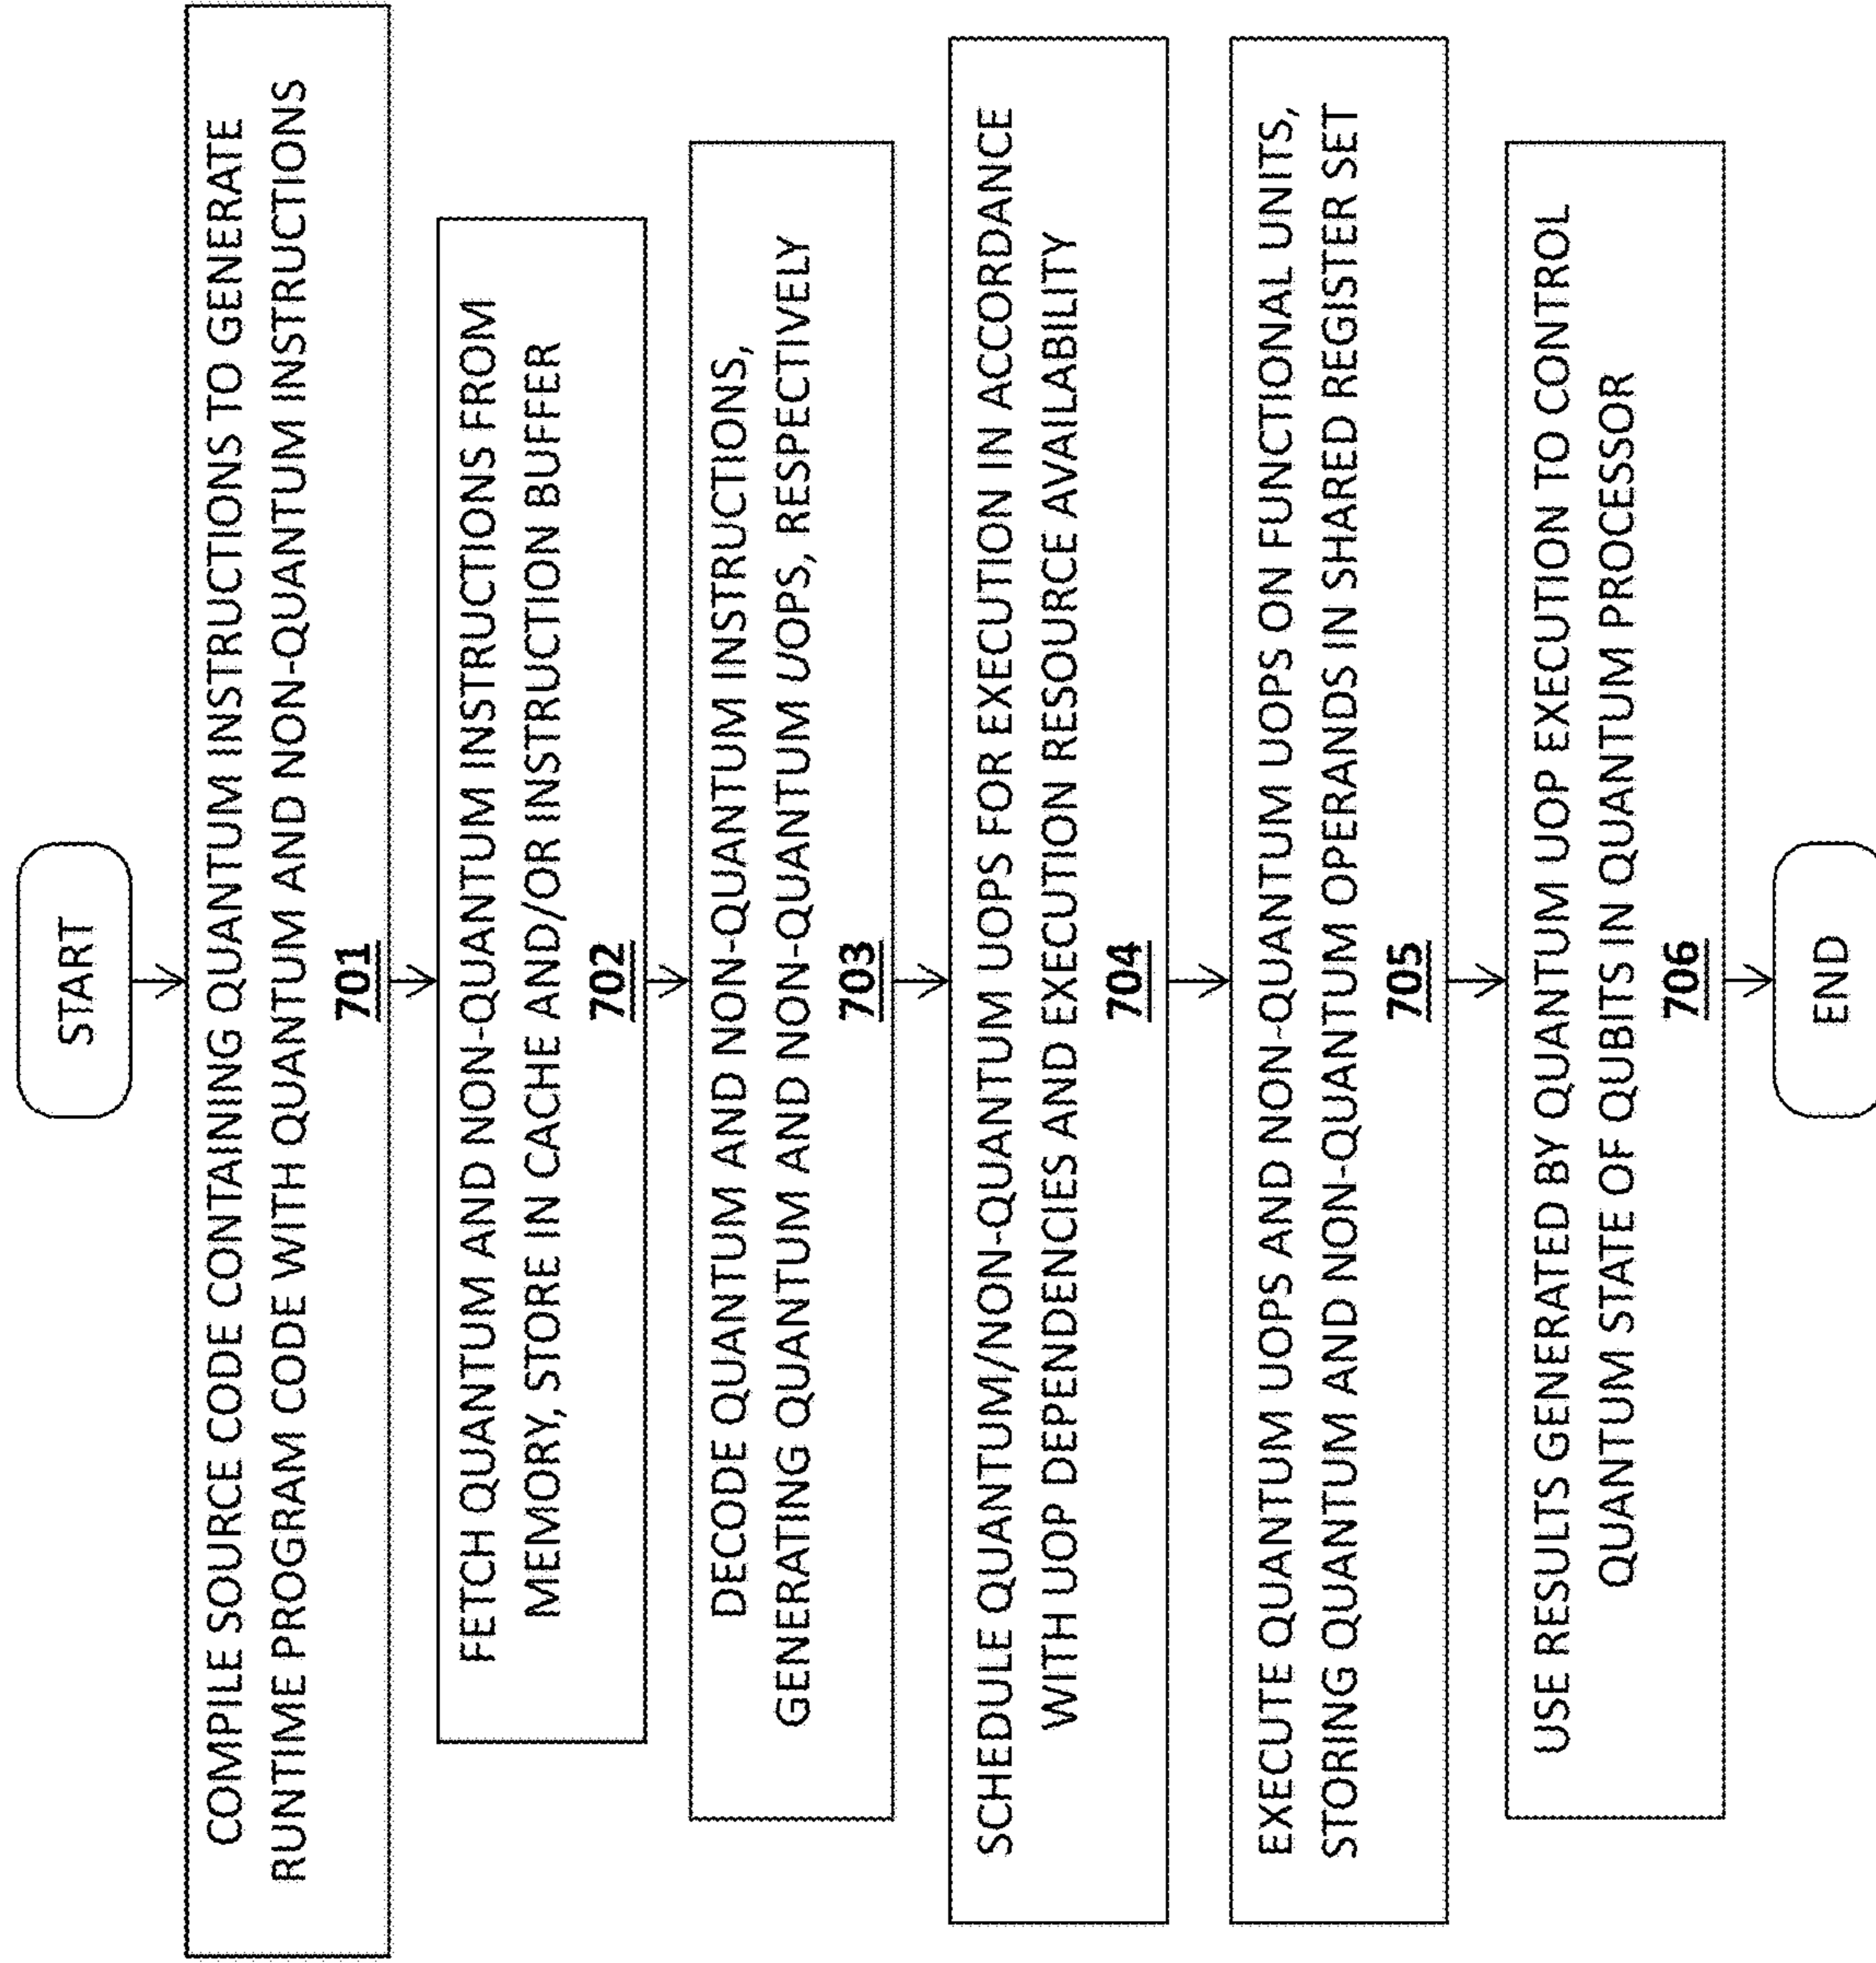 START
COMPILE SOURCE CODE CONTAINING QUANTUM INSTRUCTIONS TO GENERATE
RUNTIME PROGRAM CODE WITH QUANTUM AND NON-QUANTUM INSTRUCTIONS
701
FETCH QUANTUM AND NON-QUANTUM INSTRUCTIONS FROM
MEMORY, STORE IN CACHE AND/OR INSTRUCTION BUFFER
702
DECODE QUANTUM AND NON-QUANTUM INSTRUCTIONS,
GENERATING QUANTUM AND NON-QUANTUM UOPS, RESPECTIVELY
703
SCHEDULE QUANTUM/NON-QUANTUM UOPS FOR EXECUTION IN ACCORDANCE
WITH UOP DEPENDENCIES AND EXECUTION RESOURCE AVAILABILITY
704
EXECUTE QUANTUM UOPS AND NON-QUANTUM UOPS ON FUNCTIONAL UNITS,
STORING QUANTUM AND NON-QUANTUM OPERANDS IN SHARED REGISTER SET
705
USE RESULTS GENERATED BY QUANTUM UOP EXECUTION TO CONTROL
QUANTUM STATE OF QUBITS IN QUANTUM PROCESSOR
706
END